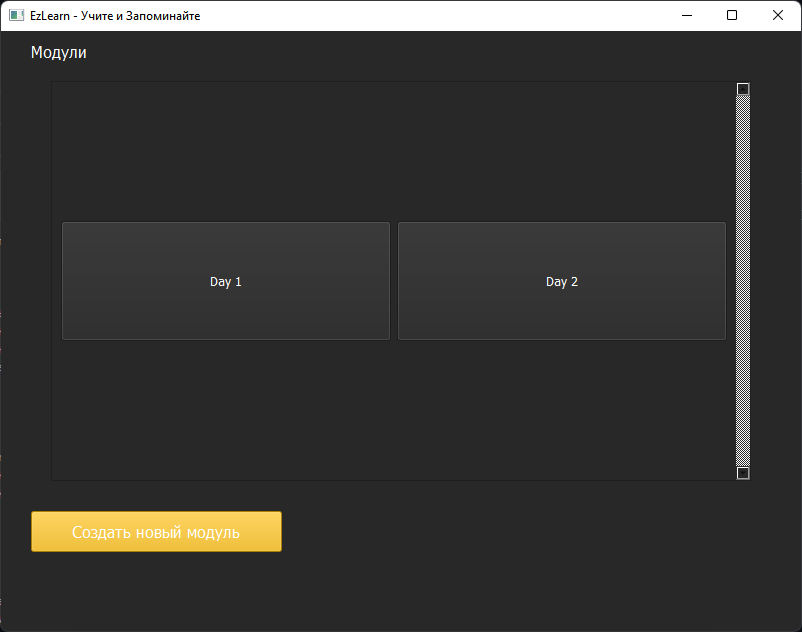 EzLearn - Учите и Запоминайте
Модули
Day 1
Day 2
Создать новый модуль